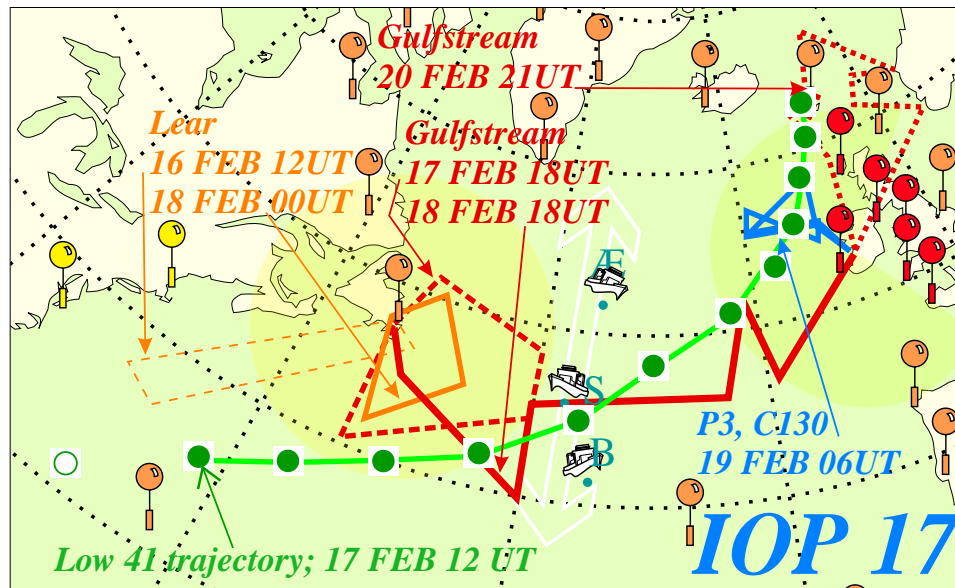 Gulfstream
20 FEB 21UT
Lear
16 FEB 12UT
18 FEB 00UT
Gulfstream
17 FEB 18UT
18 FEB 18UT
Æ
S
B
P3, C130
19 FEB 06UT
IOP 17
Low 41 trajectory; 17 FEB 12 UT